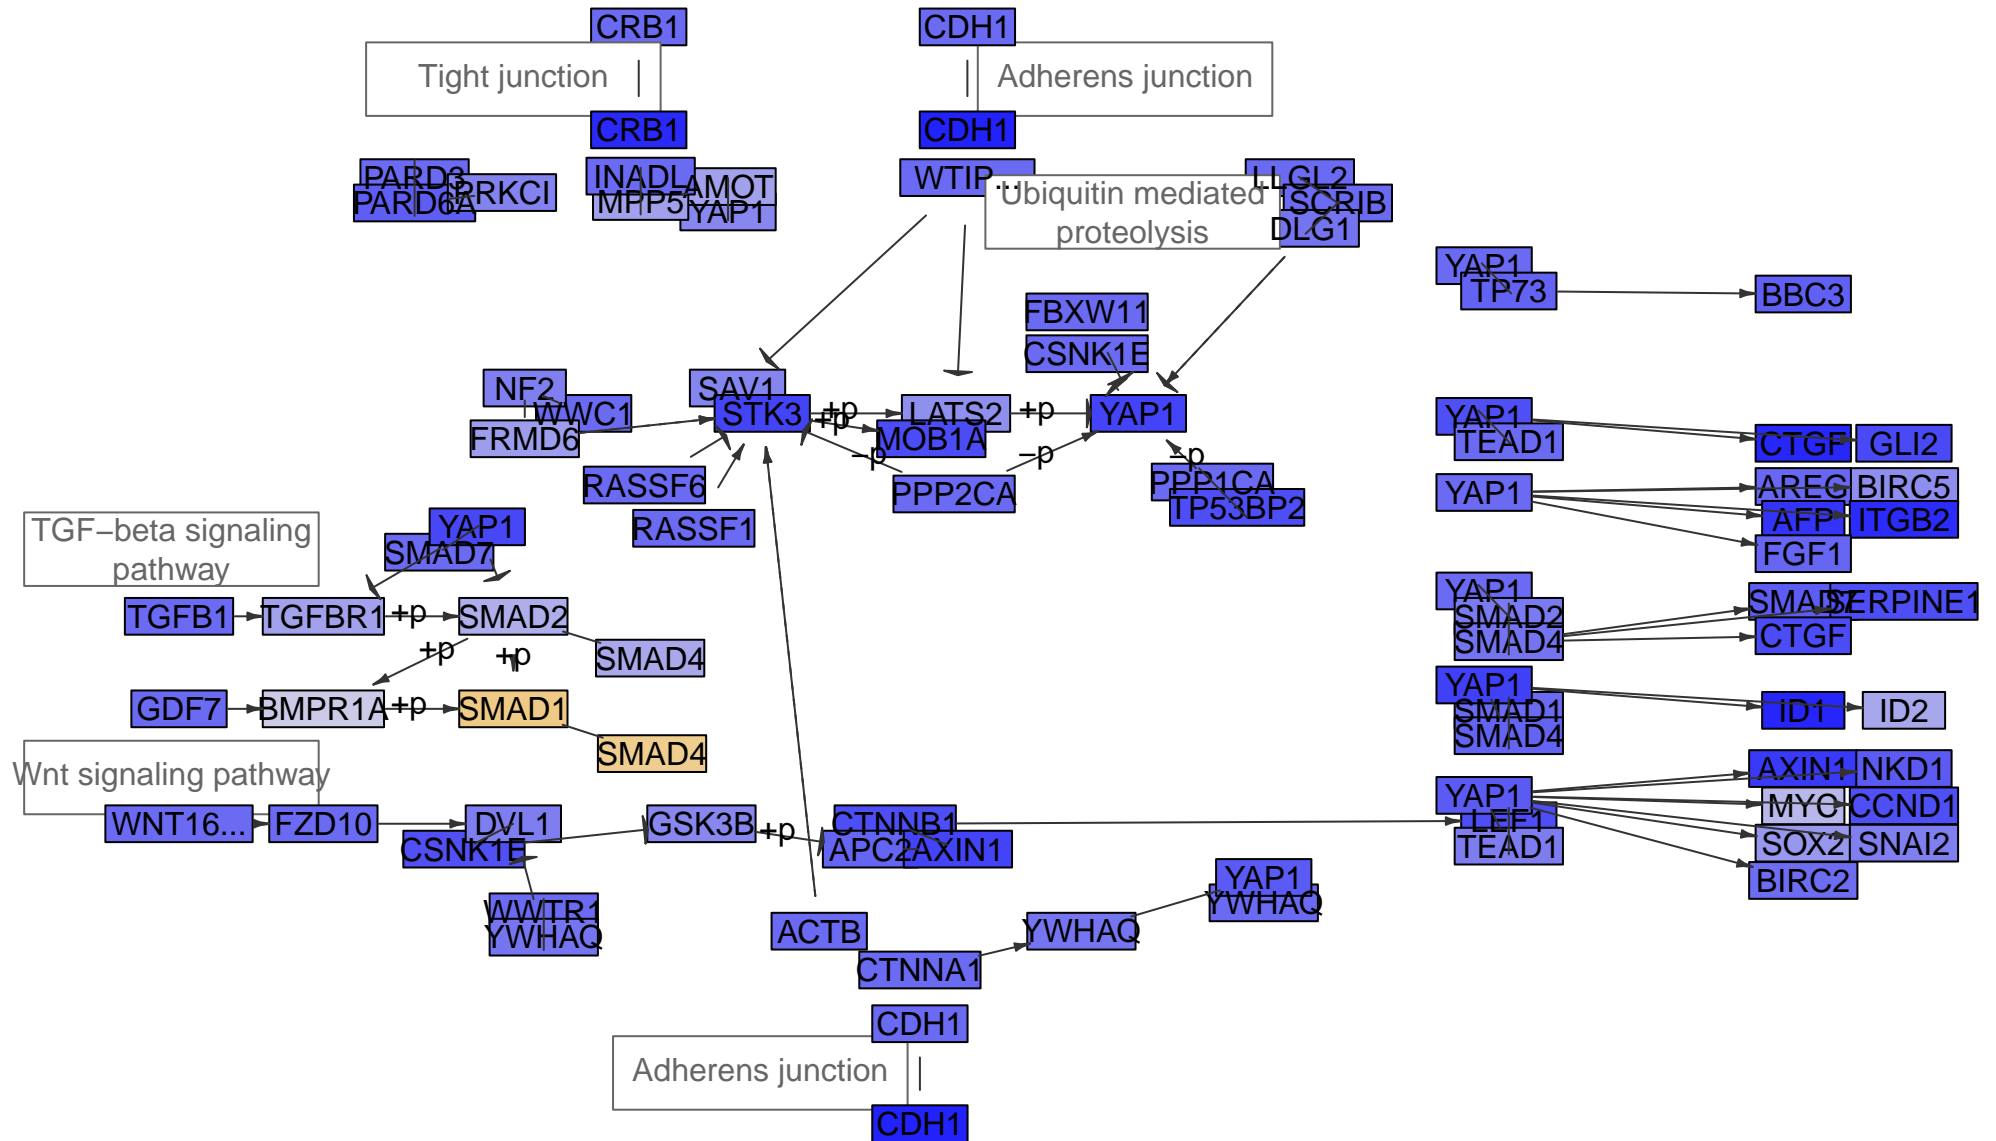 CRB1
CDH1
Tight junction
Adherens junction
CRB1
CDH1
PARD3
PRKCI
PARD6A
INADL
AMOT
MPP5
YAP1
WTIP...
LLGL2
SCRIB
DLG1
Ubiquitin mediated
proteolysis
YAP1
TP73
BBC3
FBXW11
CSNK1E
NF2
WWC1
FRMD6
SAV1
STK3
+p
+p
LATS2
MOB1A
+p
YAP1
−p
−p
−p
RASSF6
RASSF1
PPP2CA
PPP1CA
TP53BP2
YAP1
TEAD1
CTGF
GLI2
YAP1
AREG
BIRC5
AFP
ITGB2
FGF1
TGF−beta signaling
pathway
YAP1
SMAD7
TGFB1
TGFBR1
+p
SMAD2
SMAD4
+p
+p
GDF7
BMPR1A
+p
SMAD1
SMAD4
YAP1
SMAD2
SMAD4
SMAD7
SERPINE1
CTGF
YAP1
SMAD1
SMAD4
ID1
ID2
Wnt signaling pathway
WNT16...
FZD10
DVL1
CSNK1E
GSK3B
+p
CTNNB1
APC2
AXIN1
YAP1
LEF1
TEAD1
AXIN1
NKD1
MYC
CCND1
SOX2
SNAI2
BIRC2
WWTR1
YWHAQ
ACTB
CTNNA1
YWHAQ
YAP1
YWHAQ
CDH1
Adherens junction
CDH1